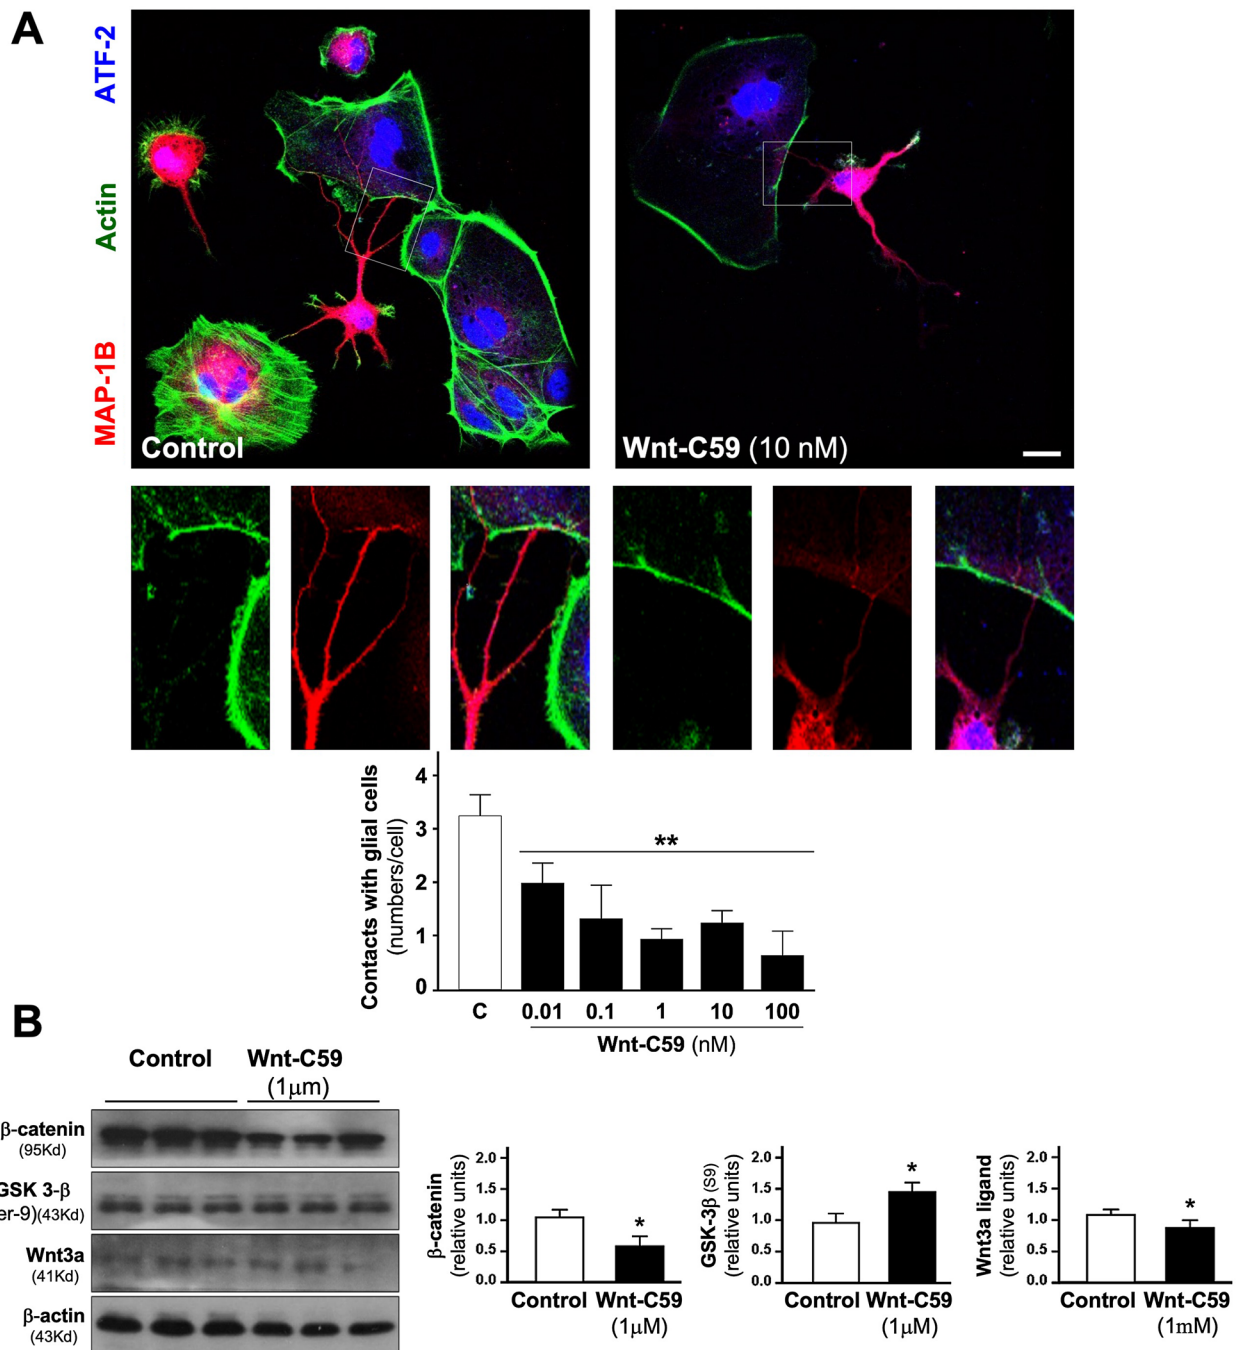 A
ATF-2
Actin
MAP-1B
Control
Wnt-C59 (10 nM)
Contacts with glial cells
(numbers/cell)
4
3
2
1
0
**
C 0.01 0.1 1 10 100
Wnt-C59 (nM)
B
Control Wnt-C59
(1μm)
β-catenin
(95Kd)
GSK 3-β
er-9)(43Kd)
Wnt3a
(41Kd)
β-actin
(43Kd)
β-catenin
(relative units)
2.0
1.5
1.0
0.5
0.0
*
Control Wnt-C59
(1μM)
GSK-3β (S9)
(relative units)
2.0
1.5
1.0
0.5
0.0
*
Control Wnt-C59
(1μM)
Wnt3a ligand
(relative units)
2.0
1.5
1.0
0.5
0.0
*
Control Wnt-C59
(1mM)